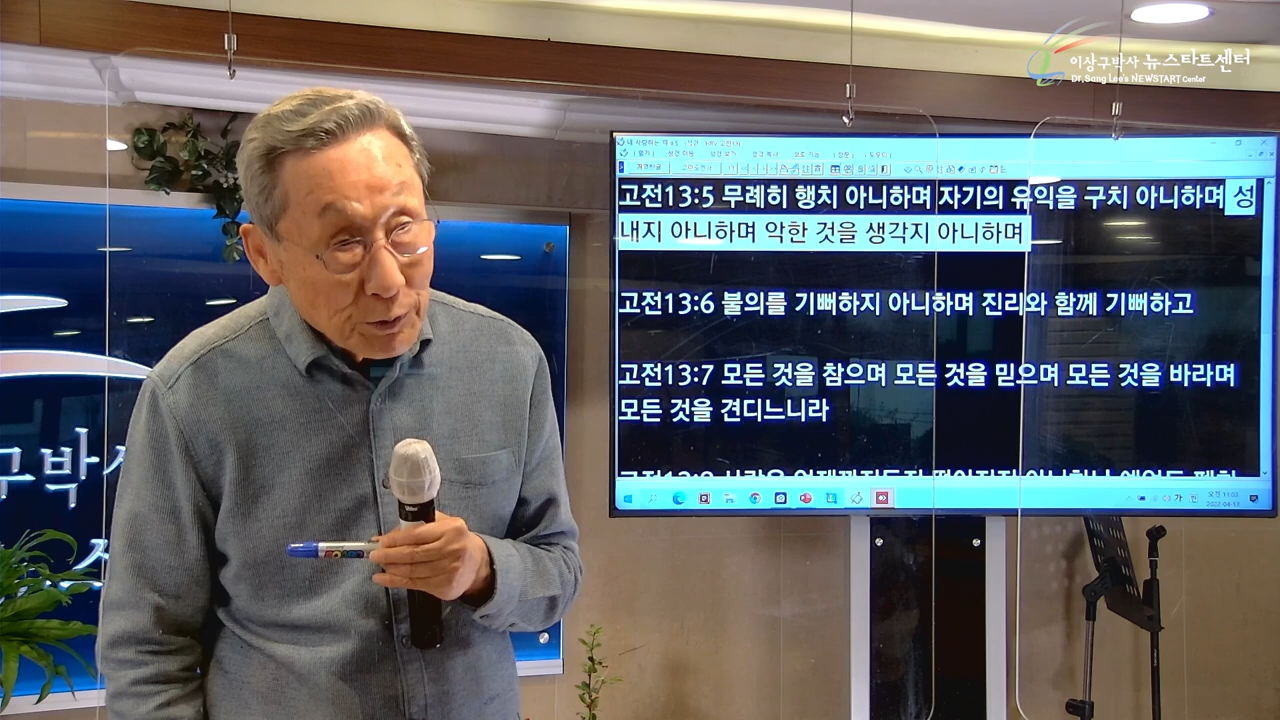 이상구박사 뉴스타트센터
Dr. Sang Lee's NEWSTART Center
고전13:5 무례히 행치 아니하며 자기의 유익을 구치 아니하며 성
내지 아니하며 악한 것을 생각지 아니하며
고전13:6 불의를 기뻐하지 아니하며 진리와 함께 기뻐하고
고전13:7 모든 것을 참으며 모든 것을 믿으며 모든 것을 바라며
모든 것을 견디느니라
구박사